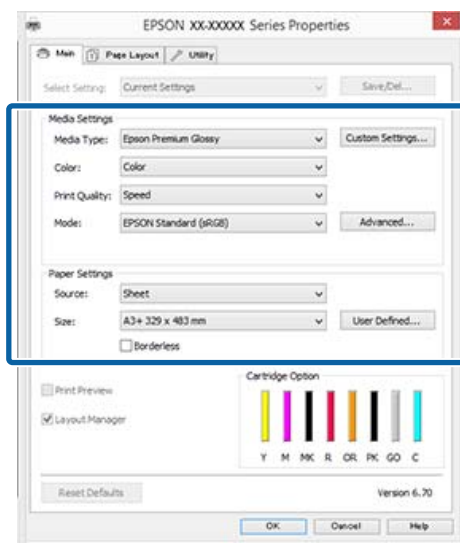 EPSON XX-XXXXX Series Properties
Main Page Layout Utility
Select Setting: Current Settings Save/Del...
Media Settings
Media Type: Epson Premium Glossy Custom Settings...
Color: Color
Print Quality: Speed
Mode: EPSON Standard (sRGB) Advanced...
Paper Settings
Source: Sheet
Size: A3+ 329 x 483 mm User Defined...
Borderless
Cartridge Option
Print Preview
Layout Manager
Y M MK R OR PK GO C
Reset Defaults Version 6.70
OK Cancel Help